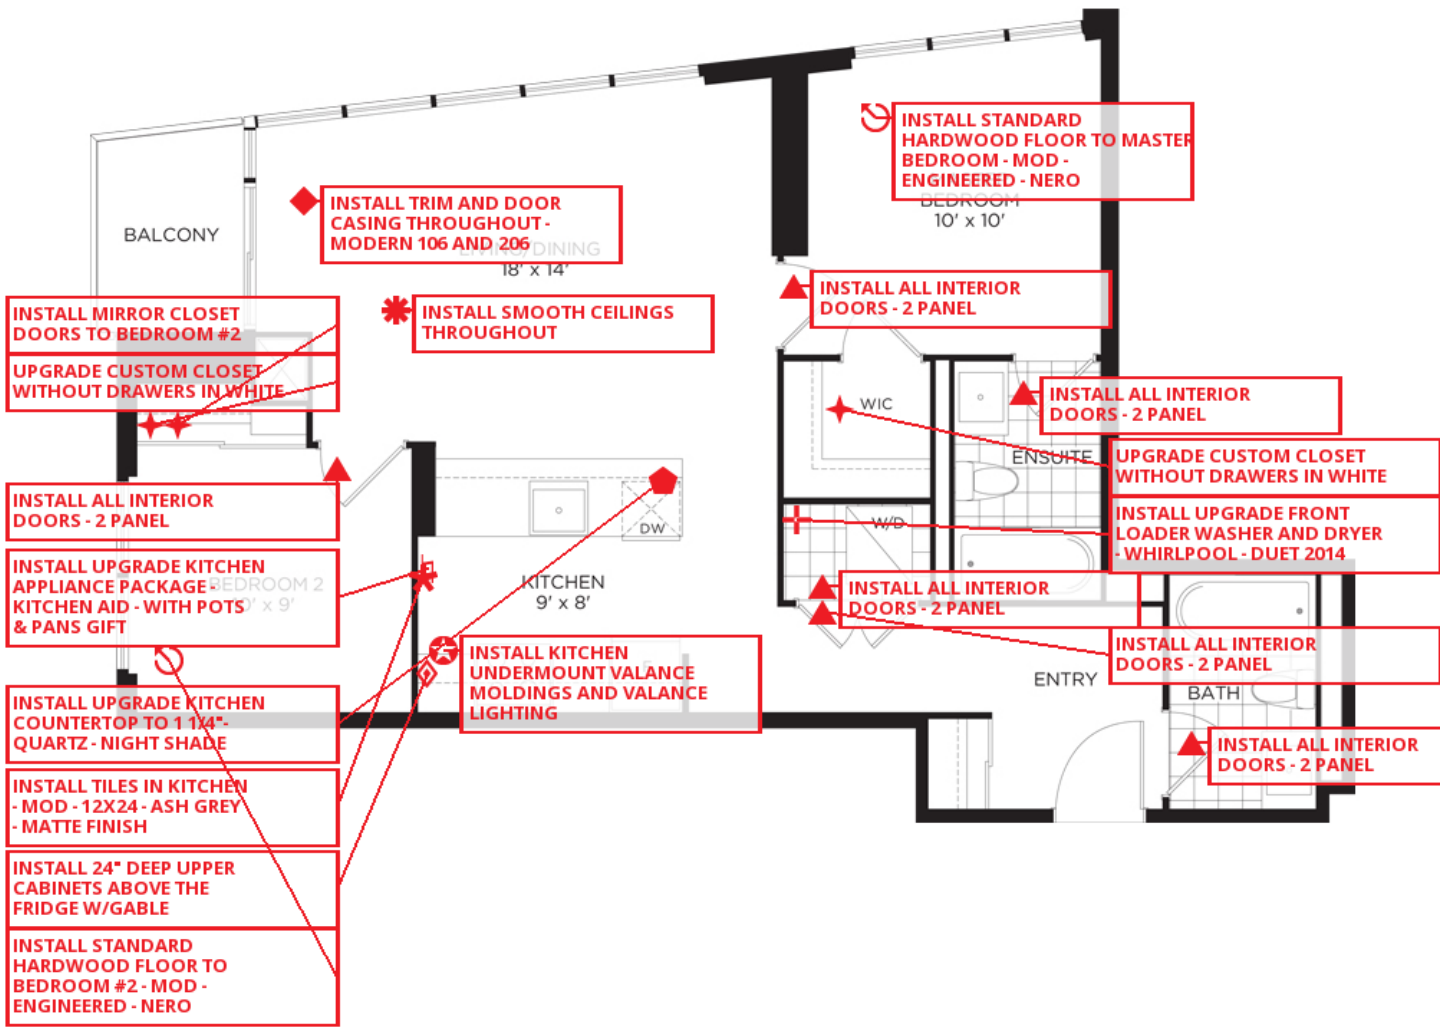 INSTALL STANDARD
HARDWOOD FLOOR TO MASTER
BEDROOM - MOD -
ENGINEERED - NERO
BEDROOM
10' x 10'
INSTALL TRIM AND DOOR
CASING THROUGHOUT -
MODERN 106 AND 206
LIVING/DINING
18' x 14'
BALCONY
INSTALL ALL INTERIOR
DOORS - 2 PANEL
INSTALL MIRROR CLOSET
DOORS TO BEDROOM #2
INSTALL SMOOTH CEILINGS
THROUGHOUT
UPGRADE CUSTOM CLOSET
WITHOUT DRAWERS IN WHITE
WIC
INSTALL ALL INTERIOR
DOORS - 2 PANEL
ENSUITE
UPGRADE CUSTOM CLOSET
WITHOUT DRAWERS IN WHITE
INSTALL ALL INTERIOR
DOORS - 2 PANEL
DW
W/D
INSTALL UPGRADE FRONT
LOADER WASHER AND DRYER
- WHIRLPOOL - DUET 2014
INSTALL UPGRADE KITCHEN
APPLIANCE PACKAGE -
KITCHEN AID - WITH POTS
& PANS GIFT
BEDROOM 2
10' x 9'
KITCHEN
9' x 8'
INSTALL ALL INTERIOR
DOORS - 2 PANEL
INSTALL ALL INTERIOR
DOORS - 2 PANEL
INSTALL KITCHEN
UNDERMOUNT VALANCE
MOLDINGS AND VALANCE
LIGHTING
ENTRY
BATH
INSTALL UPGRADE KITCHEN
COUNTERTOP TO 1 1/4"-
QUARTZ - NIGHT SHADE
INSTALL ALL INTERIOR
DOORS - 2 PANEL
INSTALL TILES IN KITCHEN
- MOD - 12X24 - ASH GREY
- MATTE FINISH
INSTALL 24" DEEP UPPER
CABINETS ABOVE THE
FRIDGE W/GABLE
INSTALL STANDARD
HARDWOOD FLOOR TO
BEDROOM #2 - MOD -
ENGINEERED - NERO